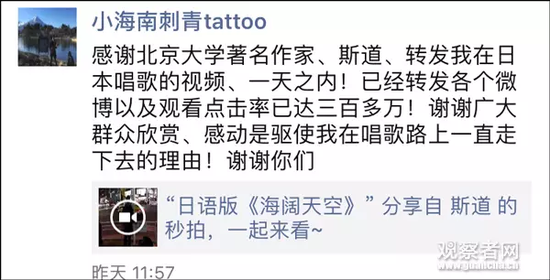 小海南刺青tattoo
感谢北京大学著名作家、斯道、转发我在日
本唱歌的视频、一天之内！已经转发各个微
博以及观看点击率已达三百多万！谢谢广大
群众欣赏、感动是驱使我在唱歌路上一直走
下去的理由！谢谢你们
“日语版《海阔天空》” 分享自 斯道 的
秒拍，一起来看~
昨天 11:57
观察者网
www.guancha.cn